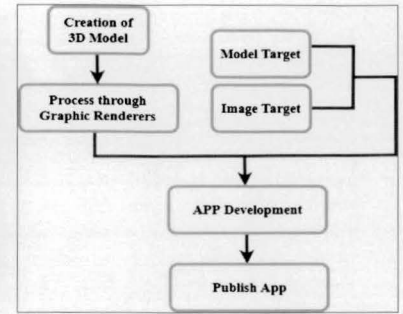 Creation of
3D Model
Model Target
Process through
Graphic Renderers
Image Target
APP Development
Publish App